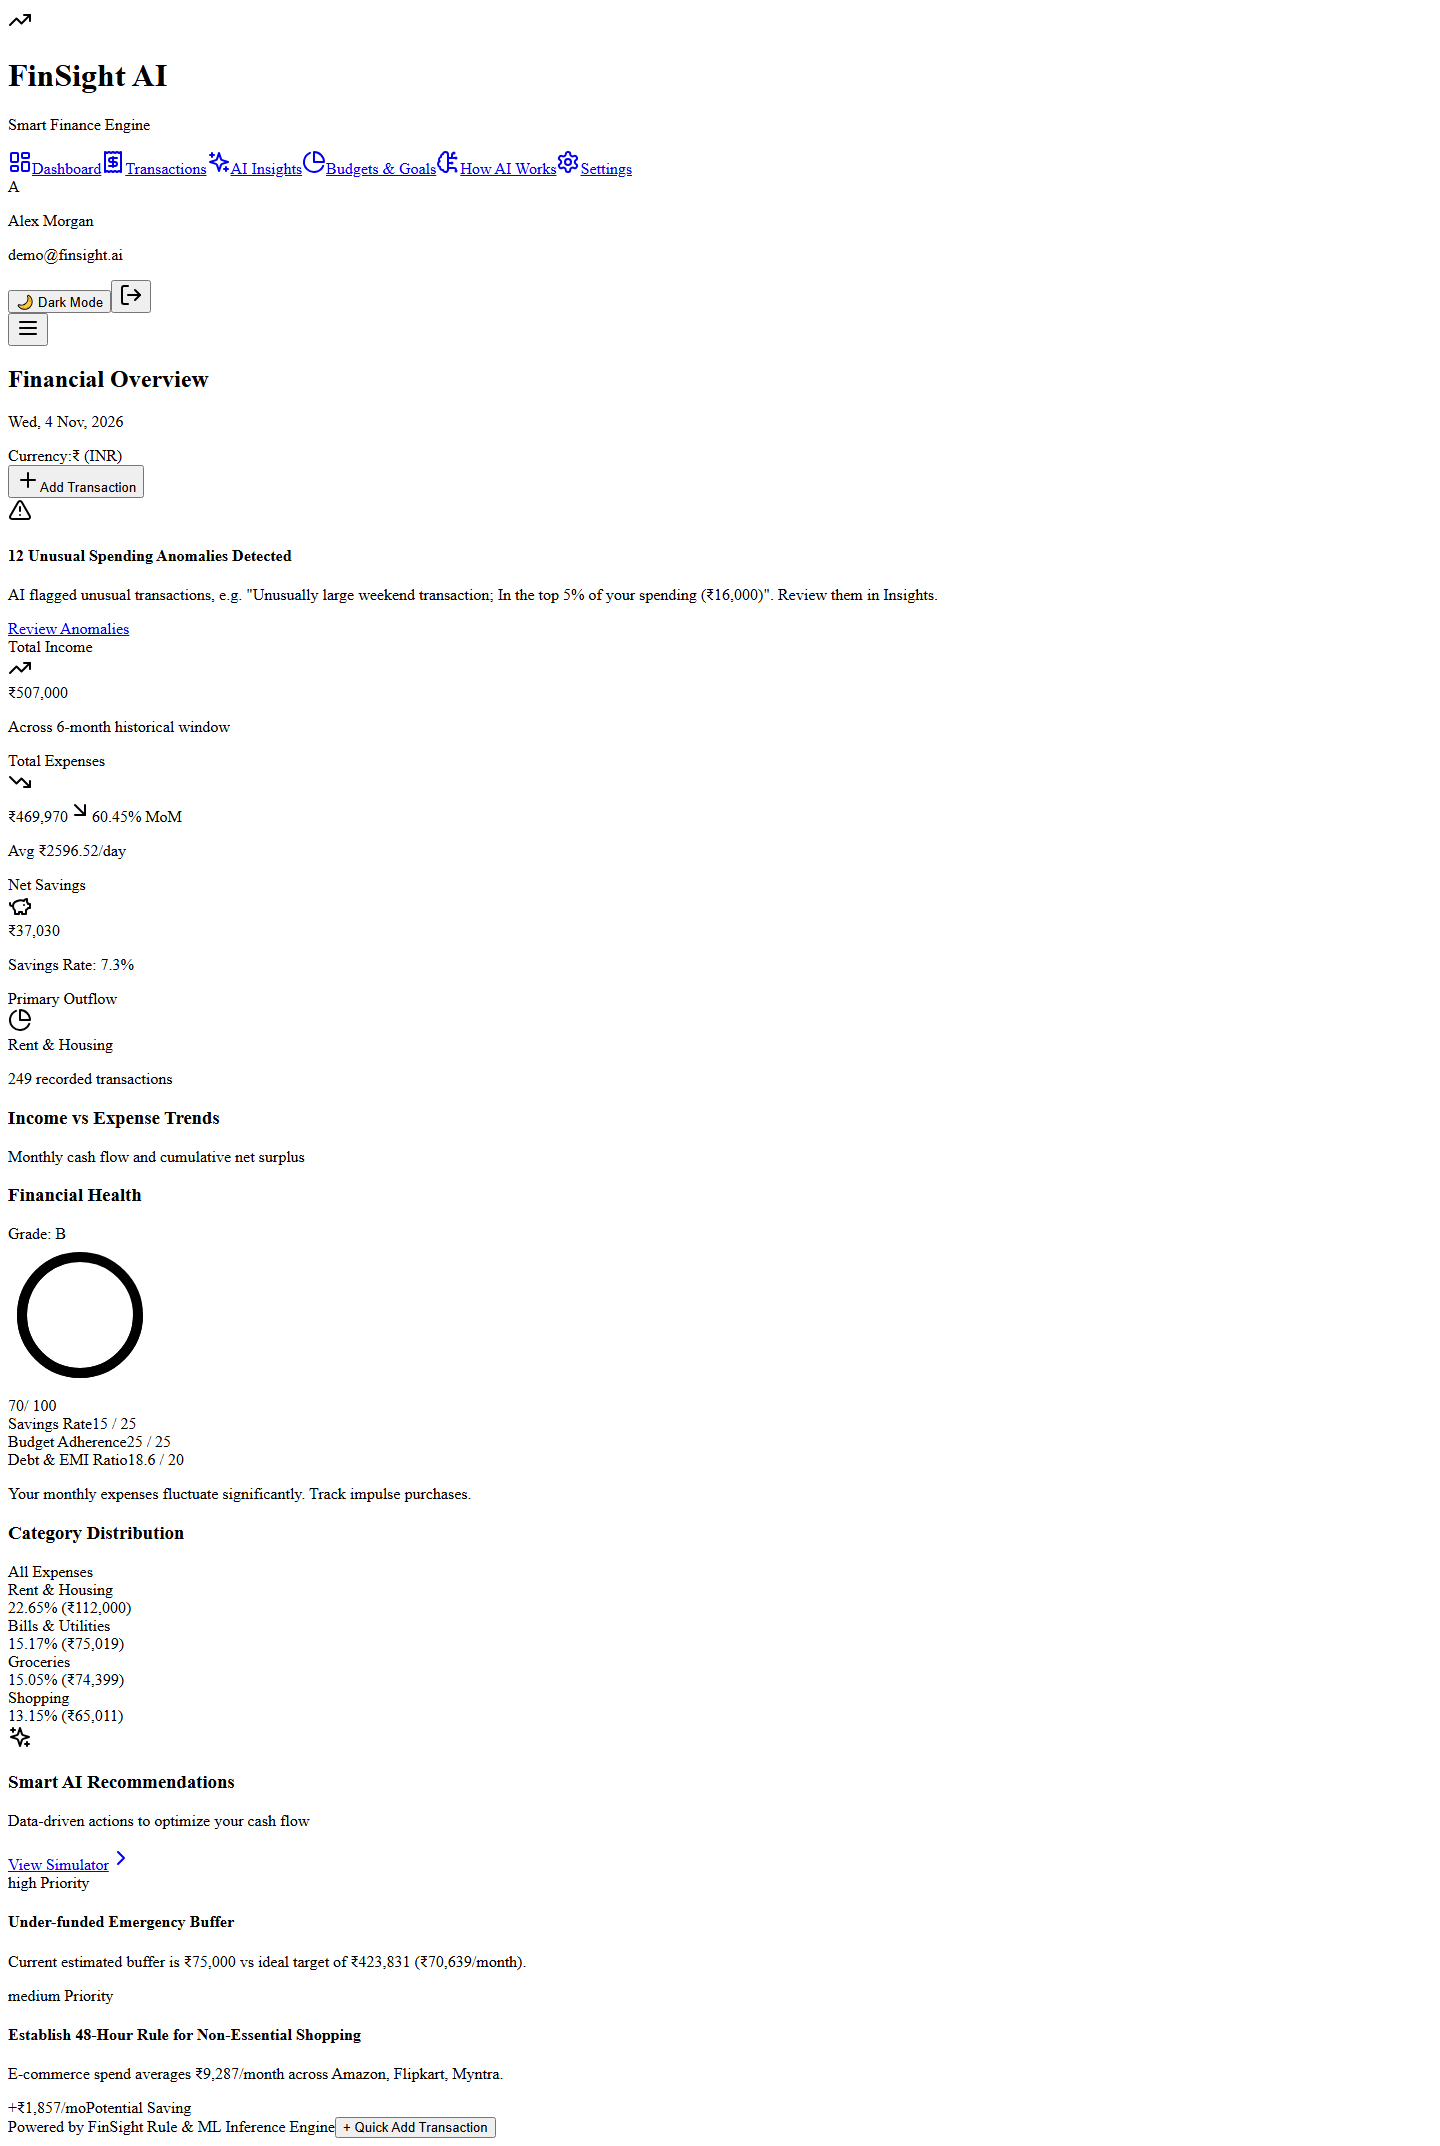 FinSight AI
Smart Finance Engine
Dashboard Transactions AI Insights Budgets & Goals How AI Works Settings
A
Alex Morgan
demo@finsight.ai
🌙 Dark Mode
Financial Overview
Wed, 4 Nov, 2026
Currency:₹ (INR)
Add Transaction
12 Unusual Spending Anomalies Detected
AI flagged unusual transactions, e.g. "Unusually large weekend transaction; In the top 5% of your spending (₹16,000)". Review them in Insights.
Review Anomalies
Total Income
₹507,000
Across 6-month historical window
Total Expenses
₹469,970 60.45% MoM
Avg ₹2596.52/day
Net Savings
₹37,030
Savings Rate: 7.3%
Primary Outflow
Rent & Housing
249 recorded transactions
Income vs Expense Trends
Monthly cash flow and cumulative net surplus
Financial Health
Grade: B
70/ 100
Savings Rate15 / 25
Budget Adherence25 / 25
Debt & EMI Ratio18.6 / 20
Your monthly expenses fluctuate significantly. Track impulse purchases.
Category Distribution
All Expenses
Rent & Housing
22.65% (₹112,000)
Bills & Utilities
15.17% (₹75,019)
Groceries
15.05% (₹74,399)
Shopping
13.15% (₹65,011)
Smart AI Recommendations
Data-driven actions to optimize your cash flow
View Simulator
high Priority
Under-funded Emergency Buffer
Current estimated buffer is ₹75,000 vs ideal target of ₹423,831 (₹70,639/month).
medium Priority
Establish 48-Hour Rule for Non-Essential Shopping
E-commerce spend averages ₹9,287/month across Amazon, Flipkart, Myntra.
+₹1,857/moPotential Saving
Powered by FinSight Rule & ML Inference Engine + Quick Add Transaction